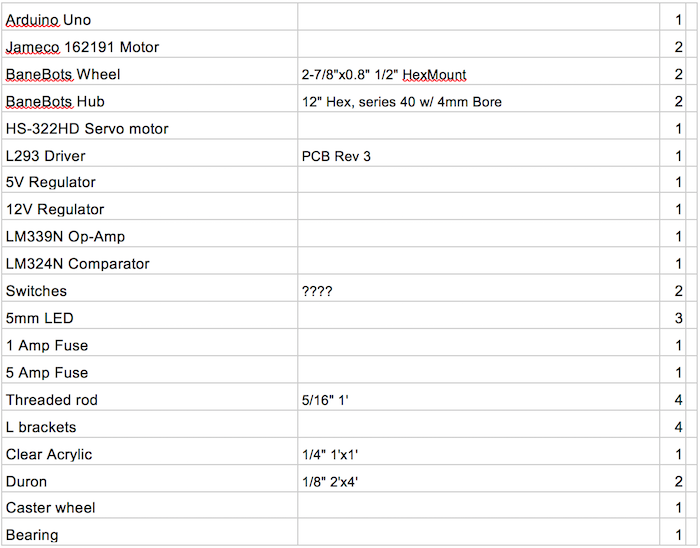 Arduino Uno 1
Jameco 162191 Motor 2
BaneBots Wheel 2-7/8"x0.8" 1/2" HexMount 2
BaneBots Hub 12" Hex, series 40 w/ 4mm Bore 2
HS-322HD Servo motor 1
L293 Driver PCB Rev 3 1
5V Regulator 1
12V Regulator 1
LM339N Op-Amp 1
LM324N Comparator 1
Switches ???? 2
5mm LED 3
1 Amp Fuse 1
5 Amp Fuse 1
Threaded rod 5/16" 1' 4
L brackets 4
Clear Acrylic 1/4" 1'x1' 1
Duron 1/8" 2'x4' 2
Caster wheel 1
Bearing 1